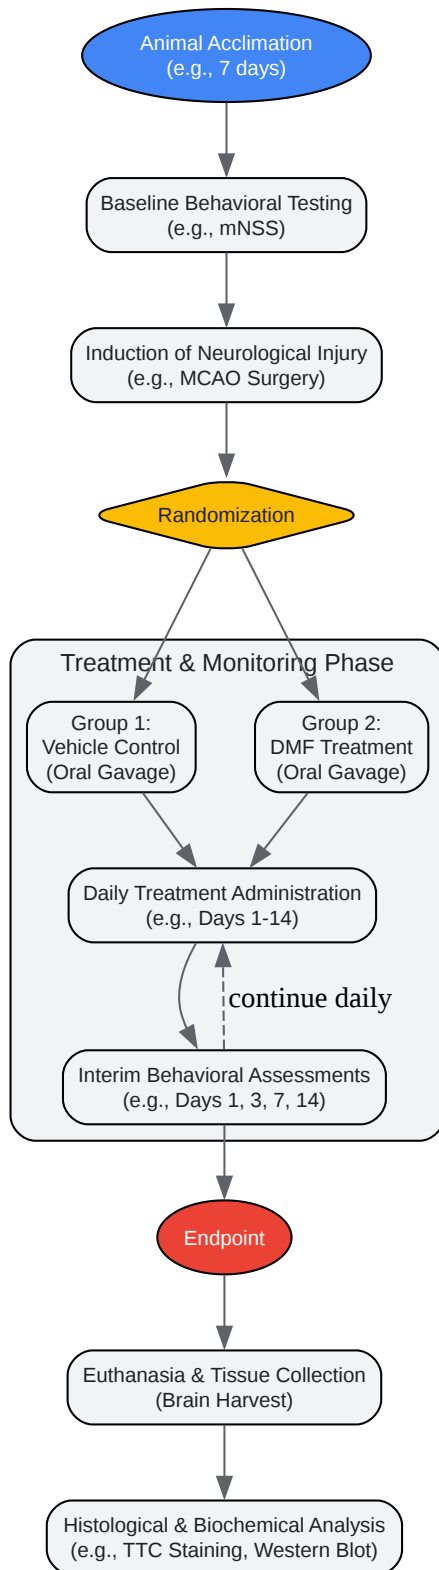 Animal Acclimation
(e.g., 7 days)
Baseline Behavioral Testing
(e.g., mNSS)
Induction of Neurological Injury
(e.g., MCAO Surgery)
Randomization
Treatment & Monitoring Phase
Group 1:
Vehicle Control
(Oral Gavage)
Group 2:
DMF Treatment
(Oral Gavage)
Daily Treatment Administration
(e.g., Days 1-14)
continue daily
Interim Behavioral Assessments
(e.g., Days 1, 3, 7, 14)
Endpoint
Euthanasia & Tissue Collection
(Brain Harvest)
Histological & Biochemical Analysis
(e.g., TTC Staining, Western Blot)